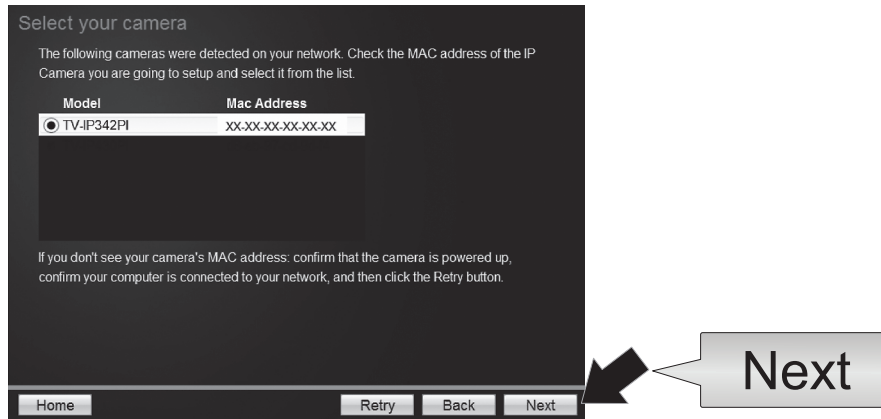 Select your camera
The following cameras were detected on your network. Check the MAC address of the IP
Camera you are going to setup and select it from the list.
Model Mac Address
TV-IP342PI XX-XX-XX-XX-XX-XX
If you don't see your camera's MAC address: confirm that the camera is powered up,
confirm your computer is connected to your network, and then click the Retry button.
Home Retry Back Next
Next